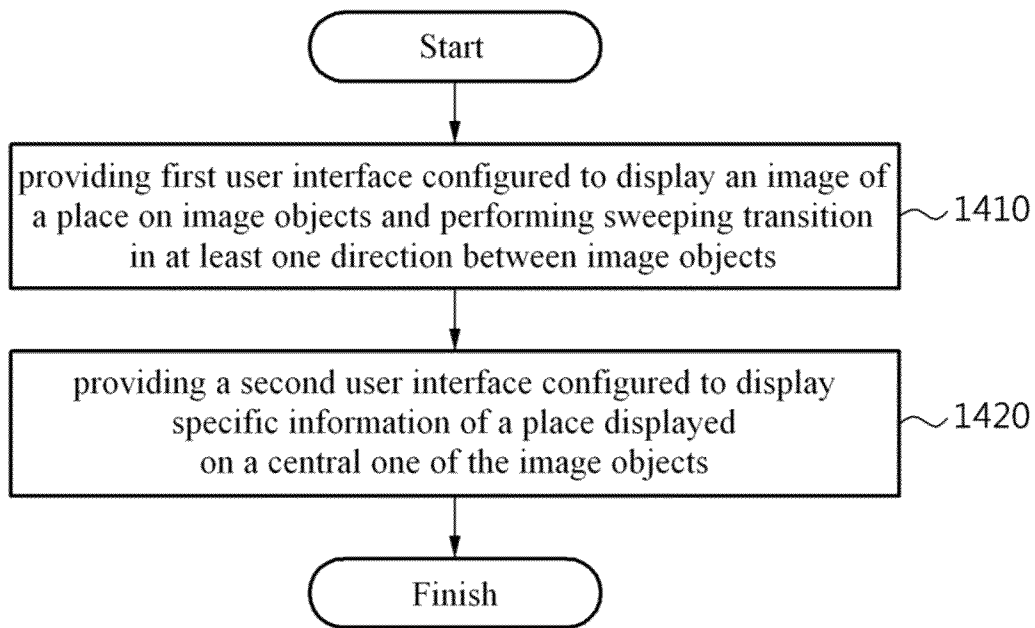 Start
providing first user interface configured to display an image of
a place on image objects and performing sweeping transition
in at least one direction between image objects
1410
providing a second user interface configured to display
specific information of a place displayed
on a central one of the image objects
1420
Finish